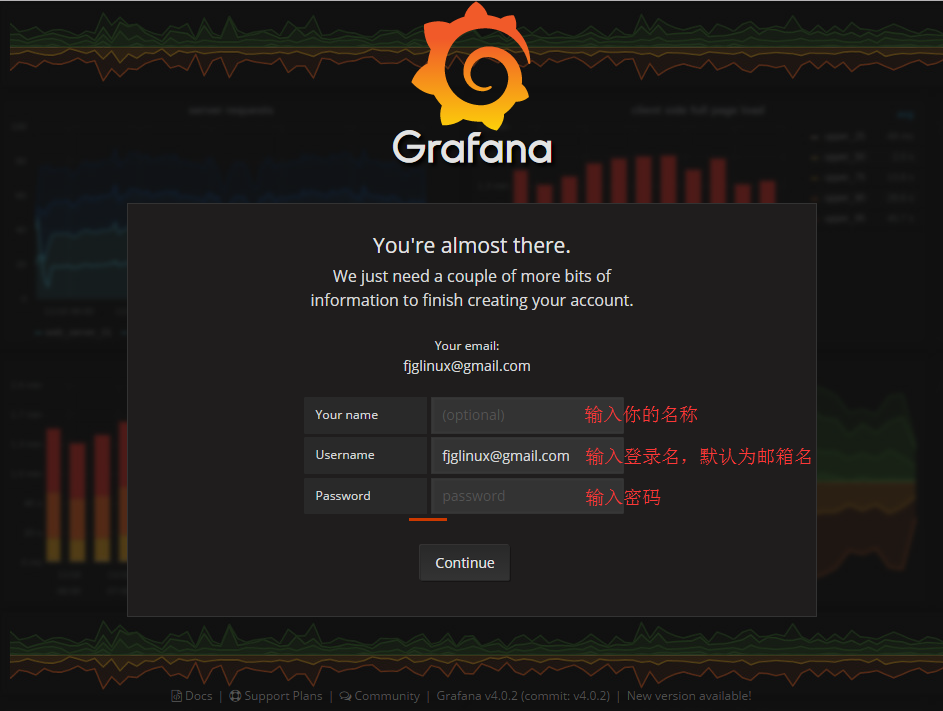 Grafana
You're almost there.
We just need a couple of more bits of
information to finish creating your account.
Your email:
fjglinux@gmail.com
Your name (optional) 输入你的名称
Username fjglinux@gmail.com 输入登录名，默认为邮箱名
Password password 输入密码
Continue
Docs | Support Plans | Community | Grafana v4.0.2 (commit: v4.0.2) | New version available!